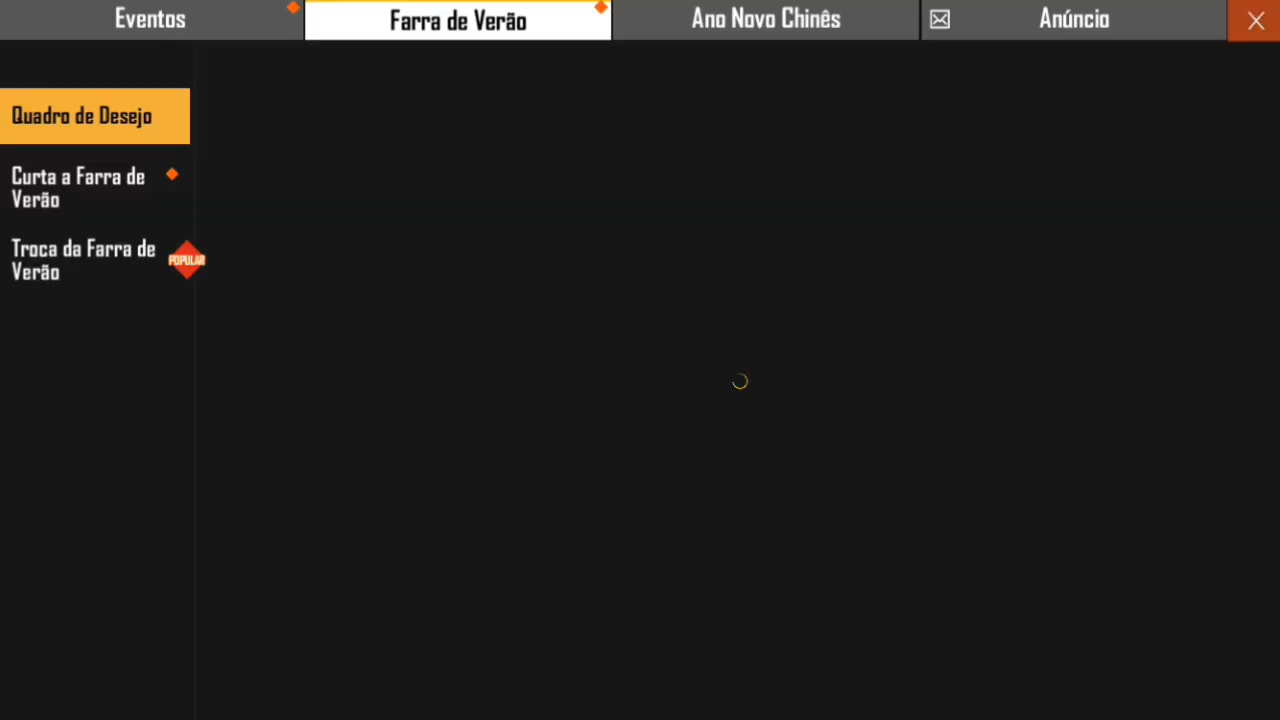 Eventos
Farra de Verão
Ano Novo Chinês
Anúncio
Quadro de Desejo
Curta a Farra de
Verão
Troca da Farra de
Verão
POPULAR